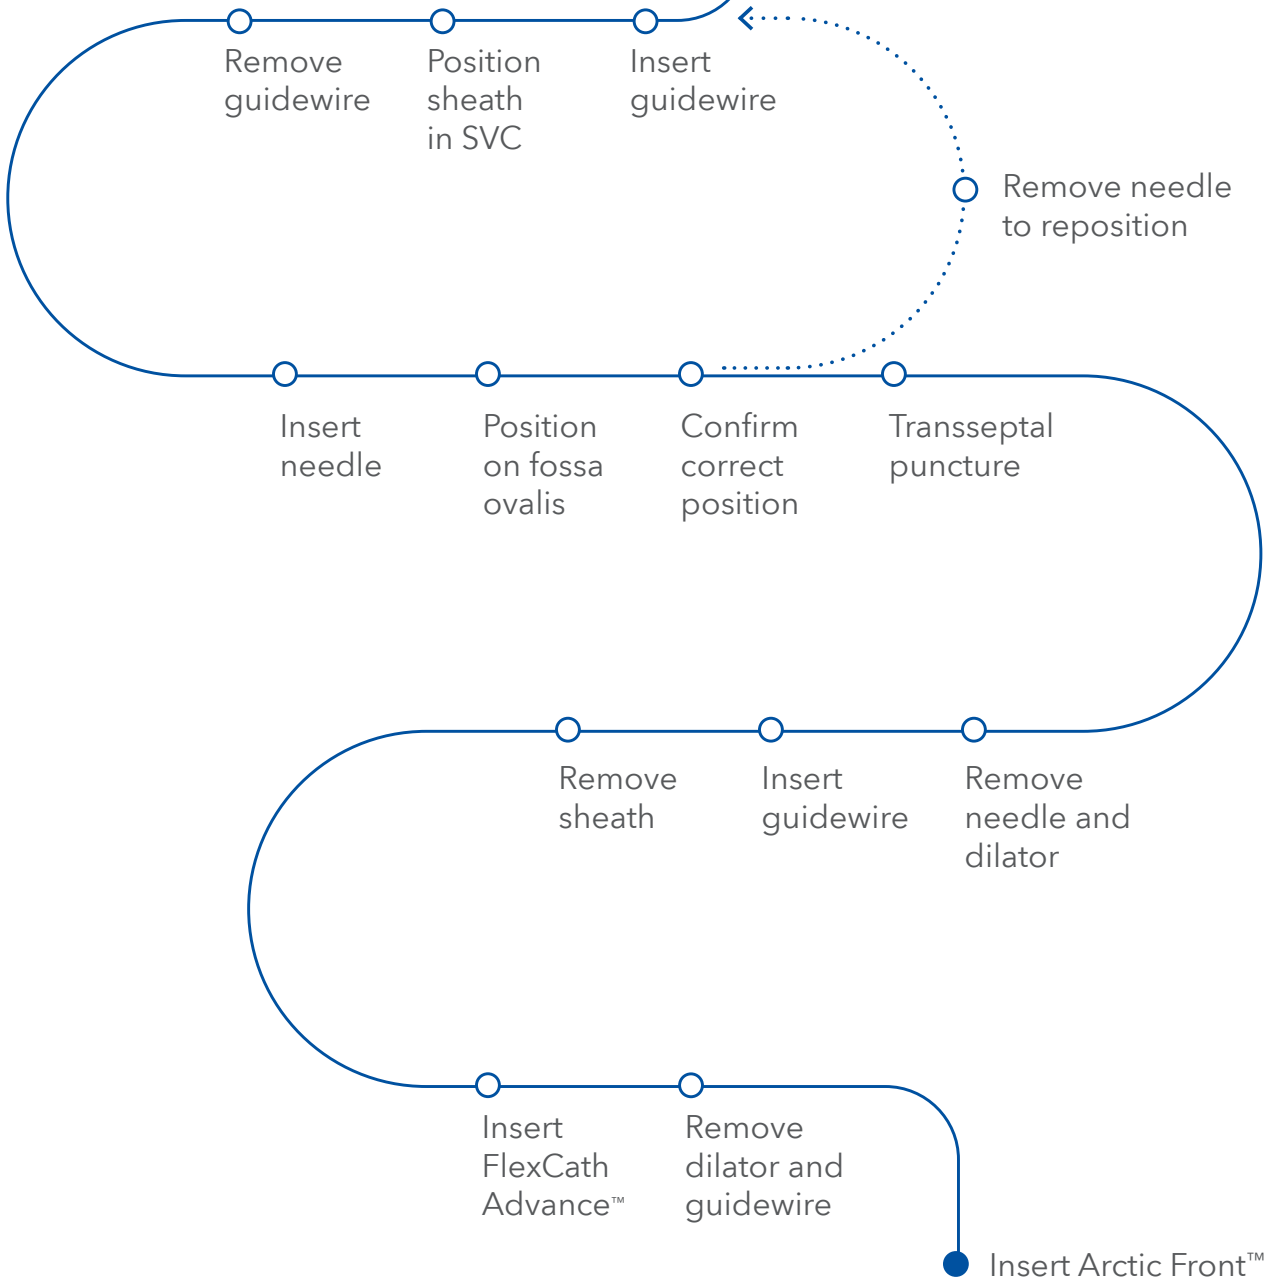 Remove
guidewire
Position
sheath
in SVC
Insert
guidewire
Remove needle
to reposition
Insert
needle
Position
on fossa
ovalis
Confirm
correct
position
Transseptal
puncture
Remove
sheath
Insert
guidewire
Remove
needle and
dilator
Insert
FlexCath
Advance™
Remove
dilator and
guidewire
Insert Arctic Front™